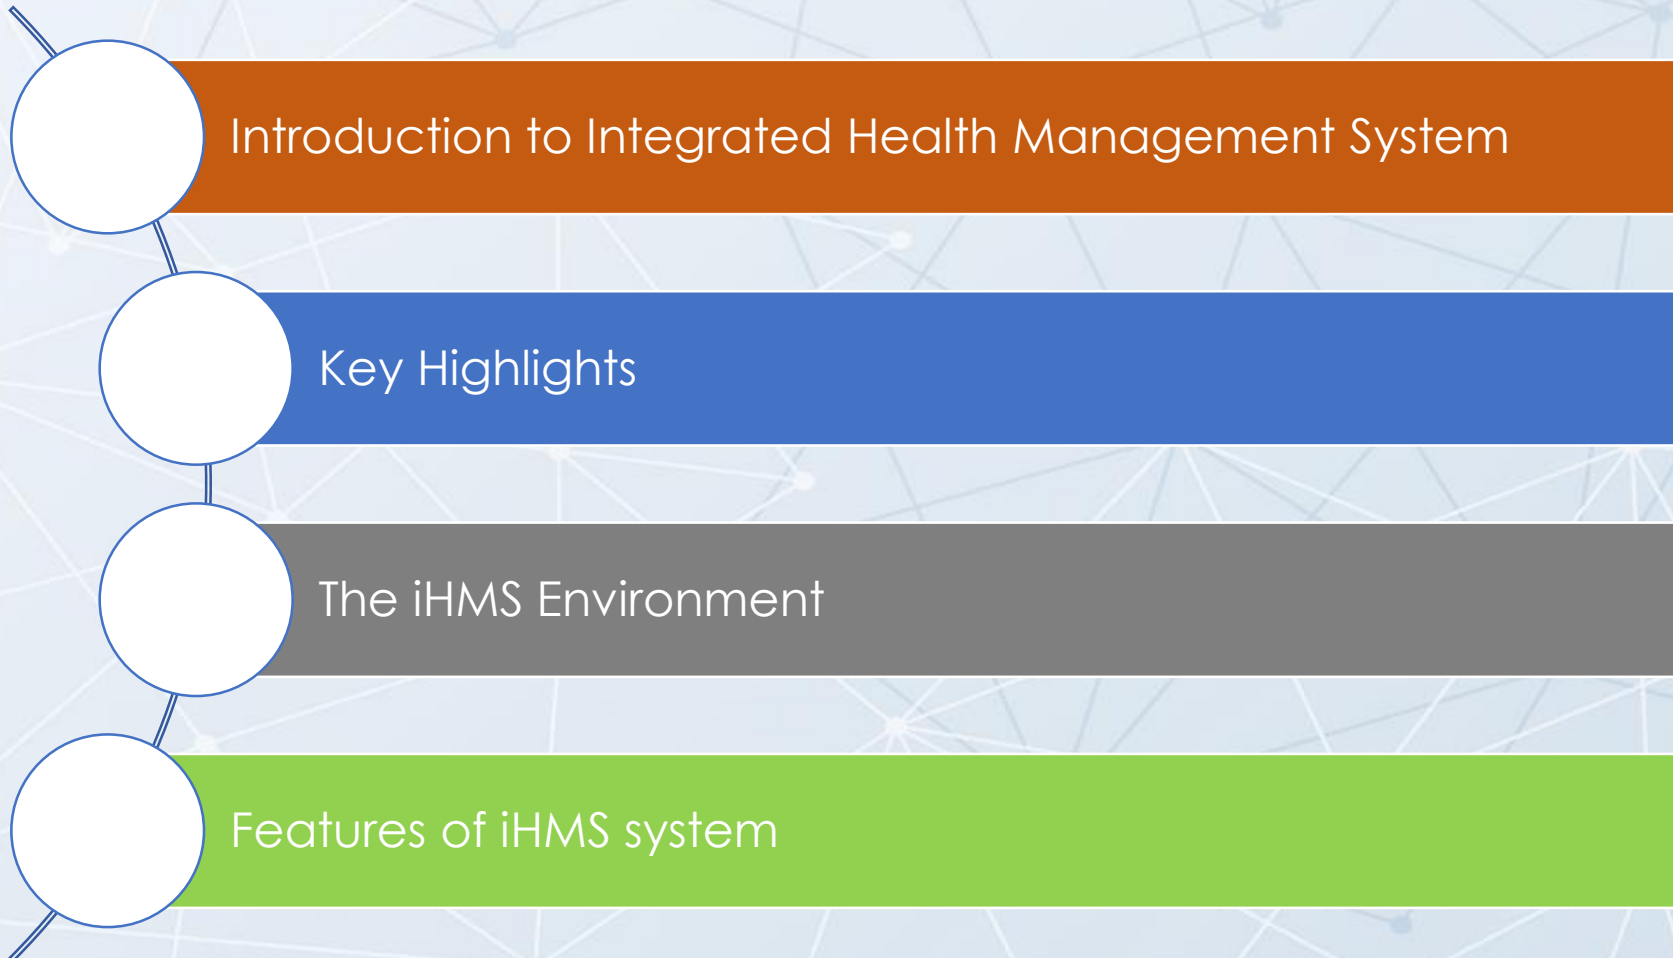 Introduction to Integrated Health Management System
Key Highlights
The iHMS Environment
Features of iHMS system